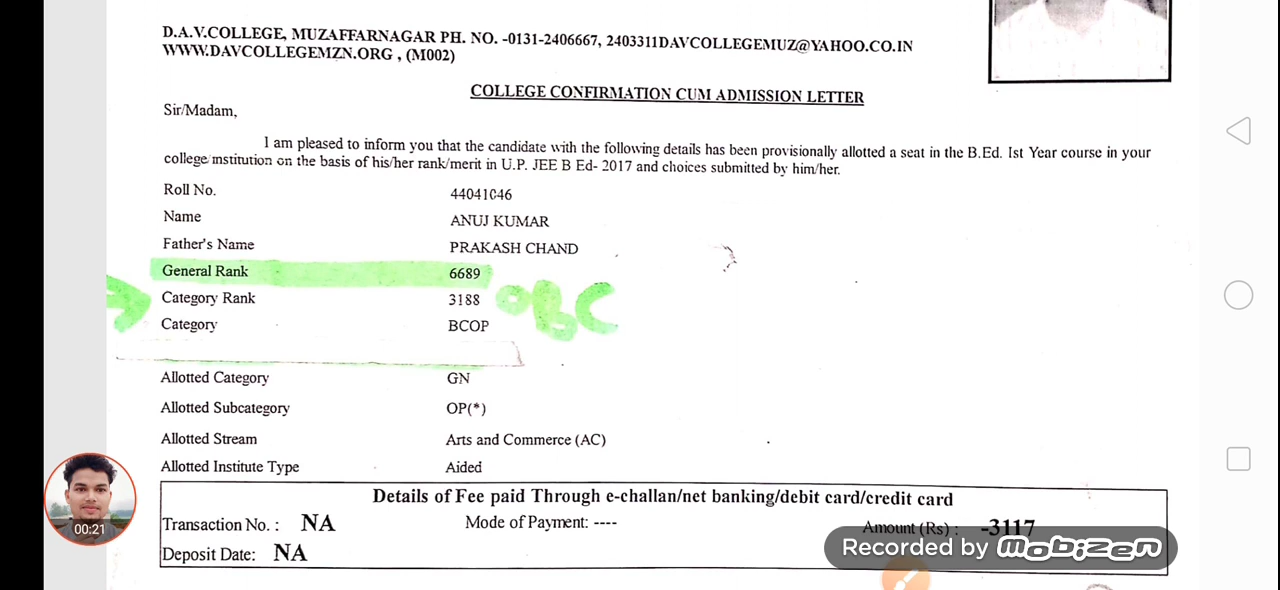 D.A.V.COLLEGE, MUZAFFARNAGAR PH. NO. -0131-2406667, 2403311DAVCOLLEGEMUZ@YAHOO.CO.IN
WWW.DAVCOLLEGEMZN.ORG , (M002)
COLLEGE CONFIRMATION CUM ADMISSION LETTER
Sir/Madam,
I am pleased to inform you that the candidate with the following details has been provisionally allotted a seat in the B.Ed. Ist Year course in your
college/institution on the basis of his/her rank/merit in U.P. JEE B Ed- 2017 and choices submitted by him/her.
Roll No. 44041046
Name ANUJ KUMAR
Father's Name PRAKASH CHAND
General Rank 6689
Category Rank 3188
OBC
Category BCOP
Allotted Category GN
Allotted Subcategory OP(*)
Allotted Stream Arts and Commerce (AC)
Allotted Institute Type Aided
Details of Fee paid Through e-challan/net banking/debit card/credit card
Transaction No. : NA Mode of Payment: ---- Amount (Rs) : -3117
Deposit Date: NA
00:21
Recorded by mobizen